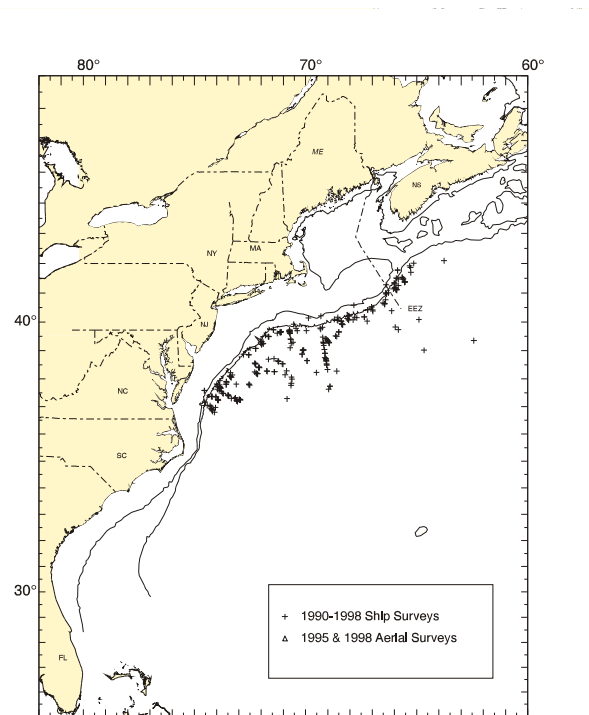 80° 70° 60°
ME
NS
NY MA
EEZ
40° NJ
NC
SC
30°
+ 1990-1998 Ship Surveys
△ 1995 & 1998 Aerial Surveys
FL